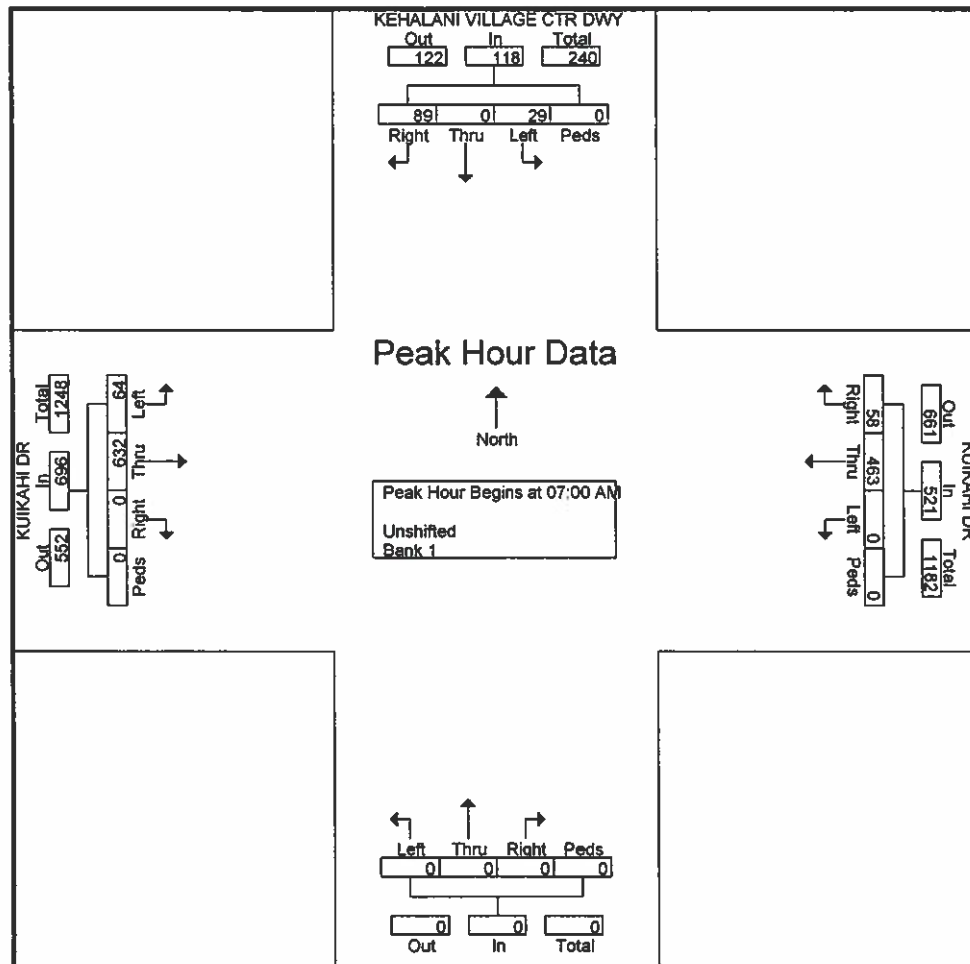 KEHALANI VILLAGE CTR DWY
Out In Total
122 118 240
89 0 29 0
Right Thru Left Peds
Peak Hour Data
North
Peak Hour Begins at 07:00 AM
Unshifted
Bank 1
KUIKAHI DR
Out In Total
552 696 1248
0 0 632 64
Peds Right Thru Left
KUIKAHI DR
Out In Total
661 521 1182
58 463 0 0
Right Thru Left Peds
Left Thru Right Peds
0 0 0 0
0 0 0
Out In Total